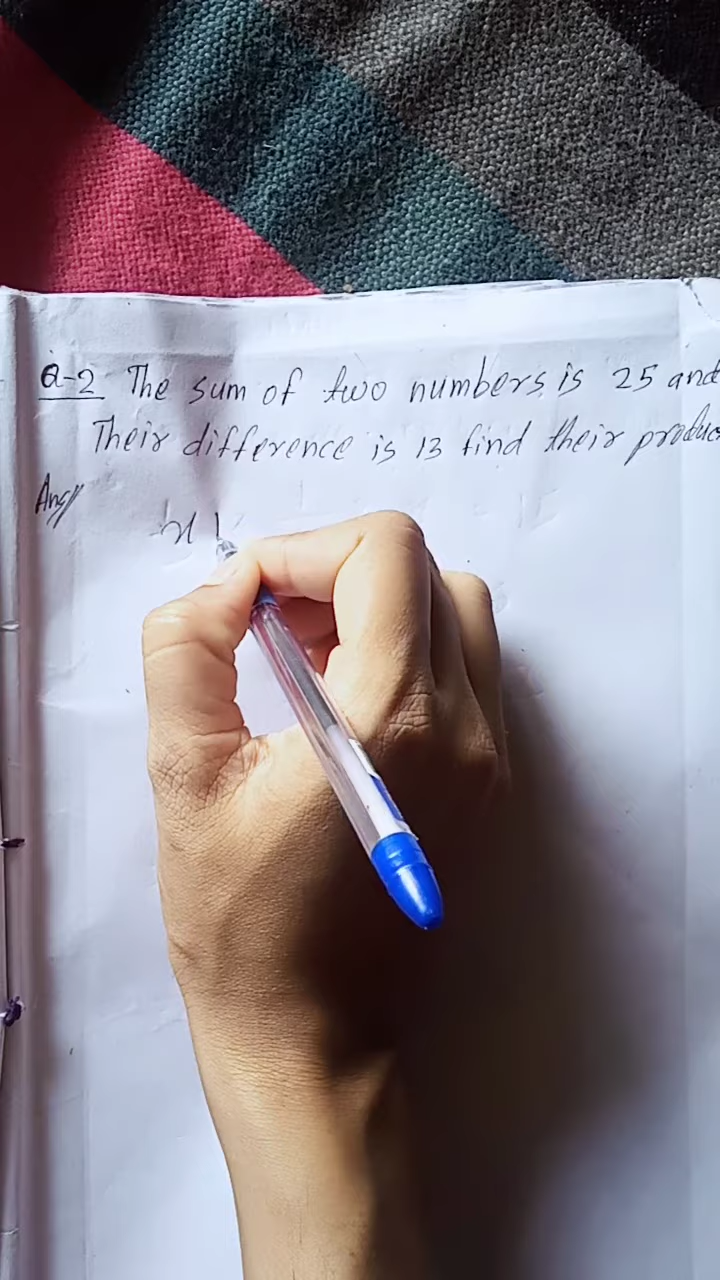 Q-2 The sum of two numbers is 25 and
Their difference is 13 find their produc
Ans
x